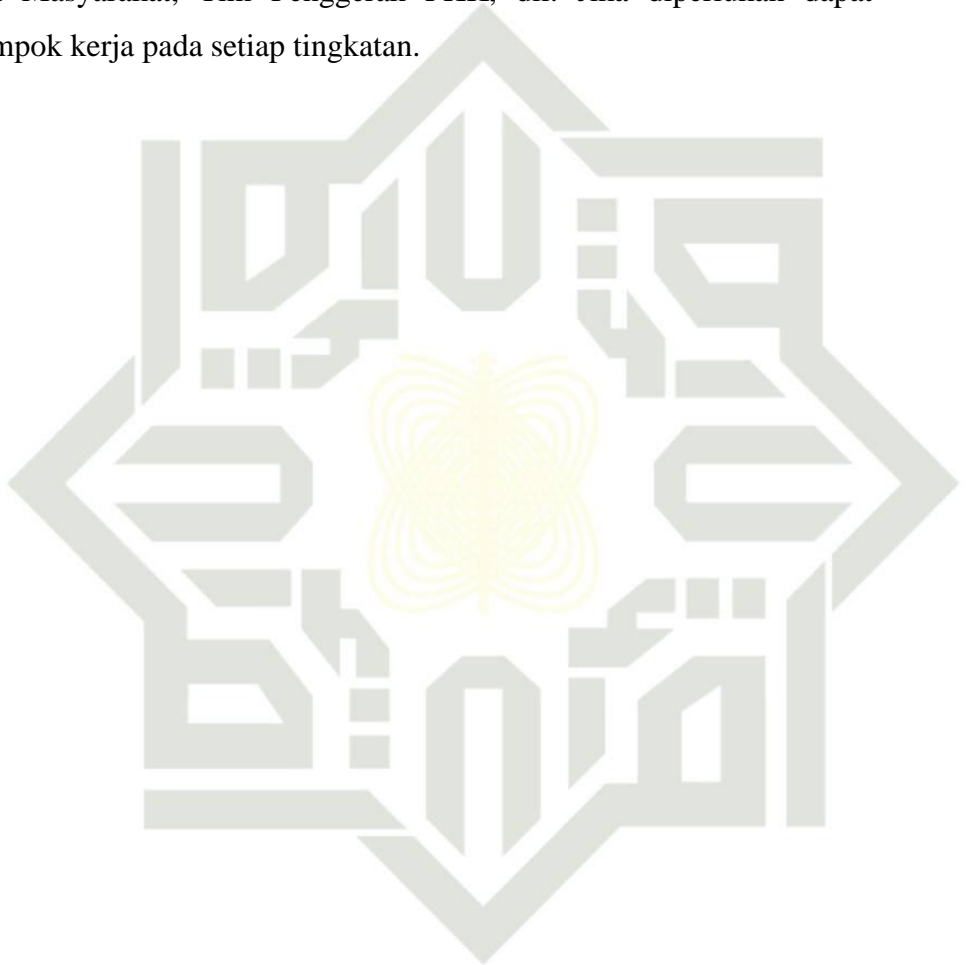 Masyarakat, Tim Penggerak PKK, dll. Jika diperlukan dapat
mpok kerja pada setiap tingkatan.